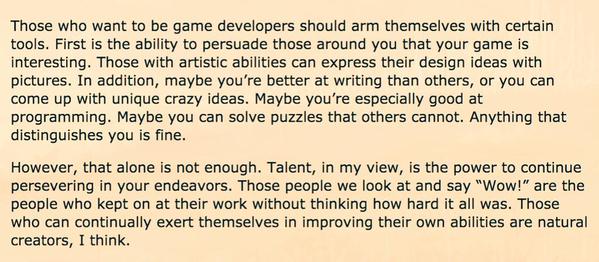 Those who want to be game developers should arm themselves with certain
tools. First is the ability to persuade those around you that your game is
interesting. Those with artistic abilities can express their design ideas with
pictures. In addition, maybe you're better at writing than others, or you can
come up with unique crazy ideas. Maybe you're especially good at
programming. Maybe you can solve puzzles that others cannot. Anything that
distinguishes you is fine.
However, that alone is not enough. Talent, in my view, is the power to continue
persevering in your endeavors. Those people we look at and say “Wow!” are the
people who kept on at their work without thinking how hard it all was. Those
who can continually exert themselves in improving their own abilities are natural
creators, I think.